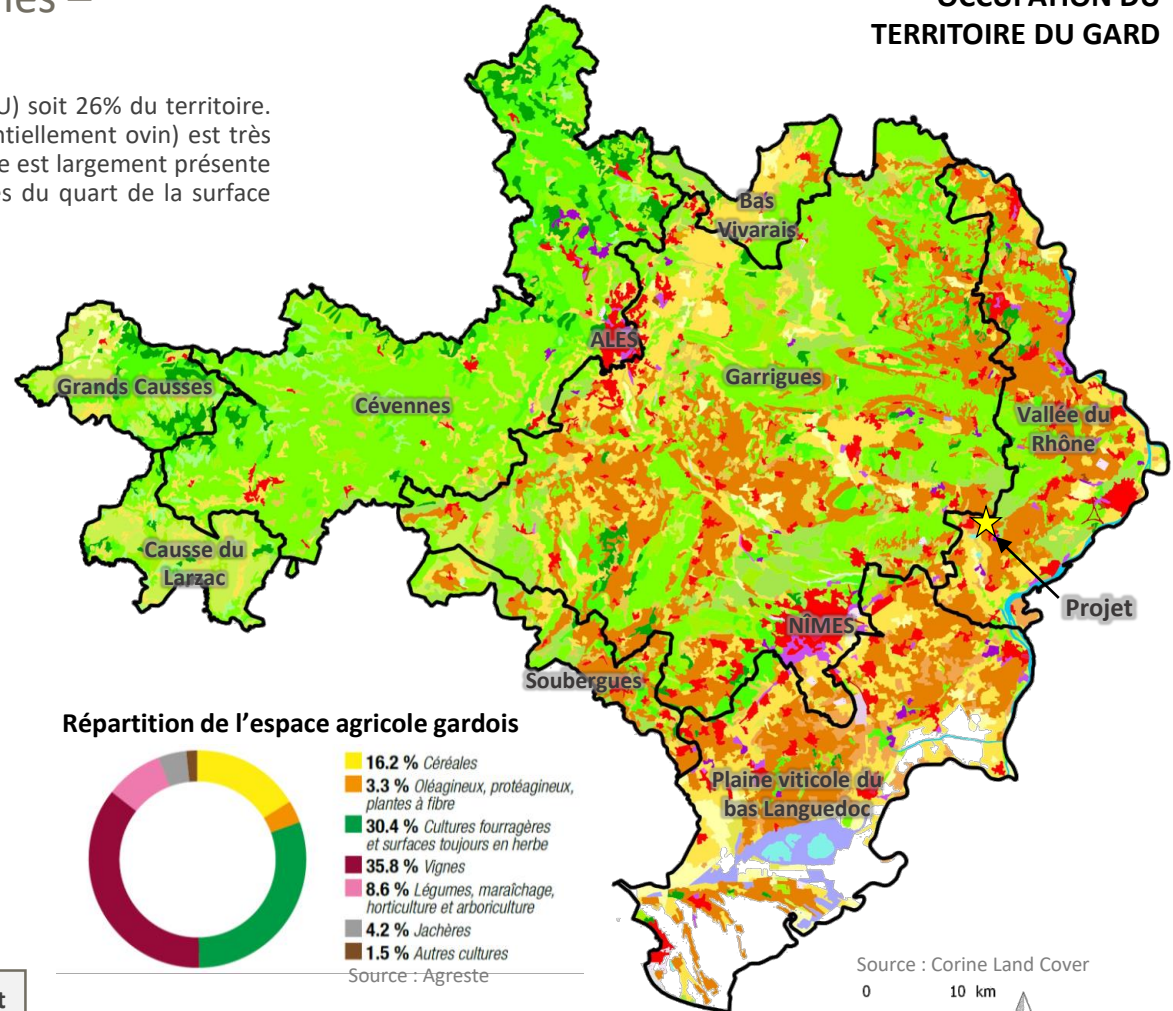 OCCUPATION DU
TERRITOIRE DU GARD
U) soit 26% du territoire.
ntiellement ovin) est très
e est largement présente
es du quart de la surface
Bas
Vivarais
ALES
Garrigues
Grands Causses
Cévennes
Vallée du
Rhône
Causse du
Larzac
Projet
NÎMES
Soubergues
Plaine viticole du
bas Languedoc
Répartition de l'espace agricole gardois
16.2 % Céréales
3.3 % Oléagineux, protéagineux,
plantes à fibre
30.4 % Cultures fourragères
et surfaces toujours en herbe
35.8 % Vignes
8.6 % Légumes, maraîchage,
horticulture et arboriculture
4.2 % Jachères
1.5 % Autres cultures
Source : Agreste
Source : Corine Land Cover
0 10 km
t